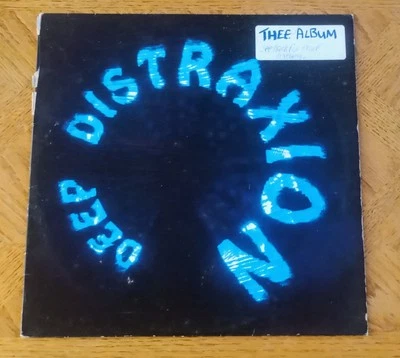 THEE ALBUM
DEEP DISTRAXION